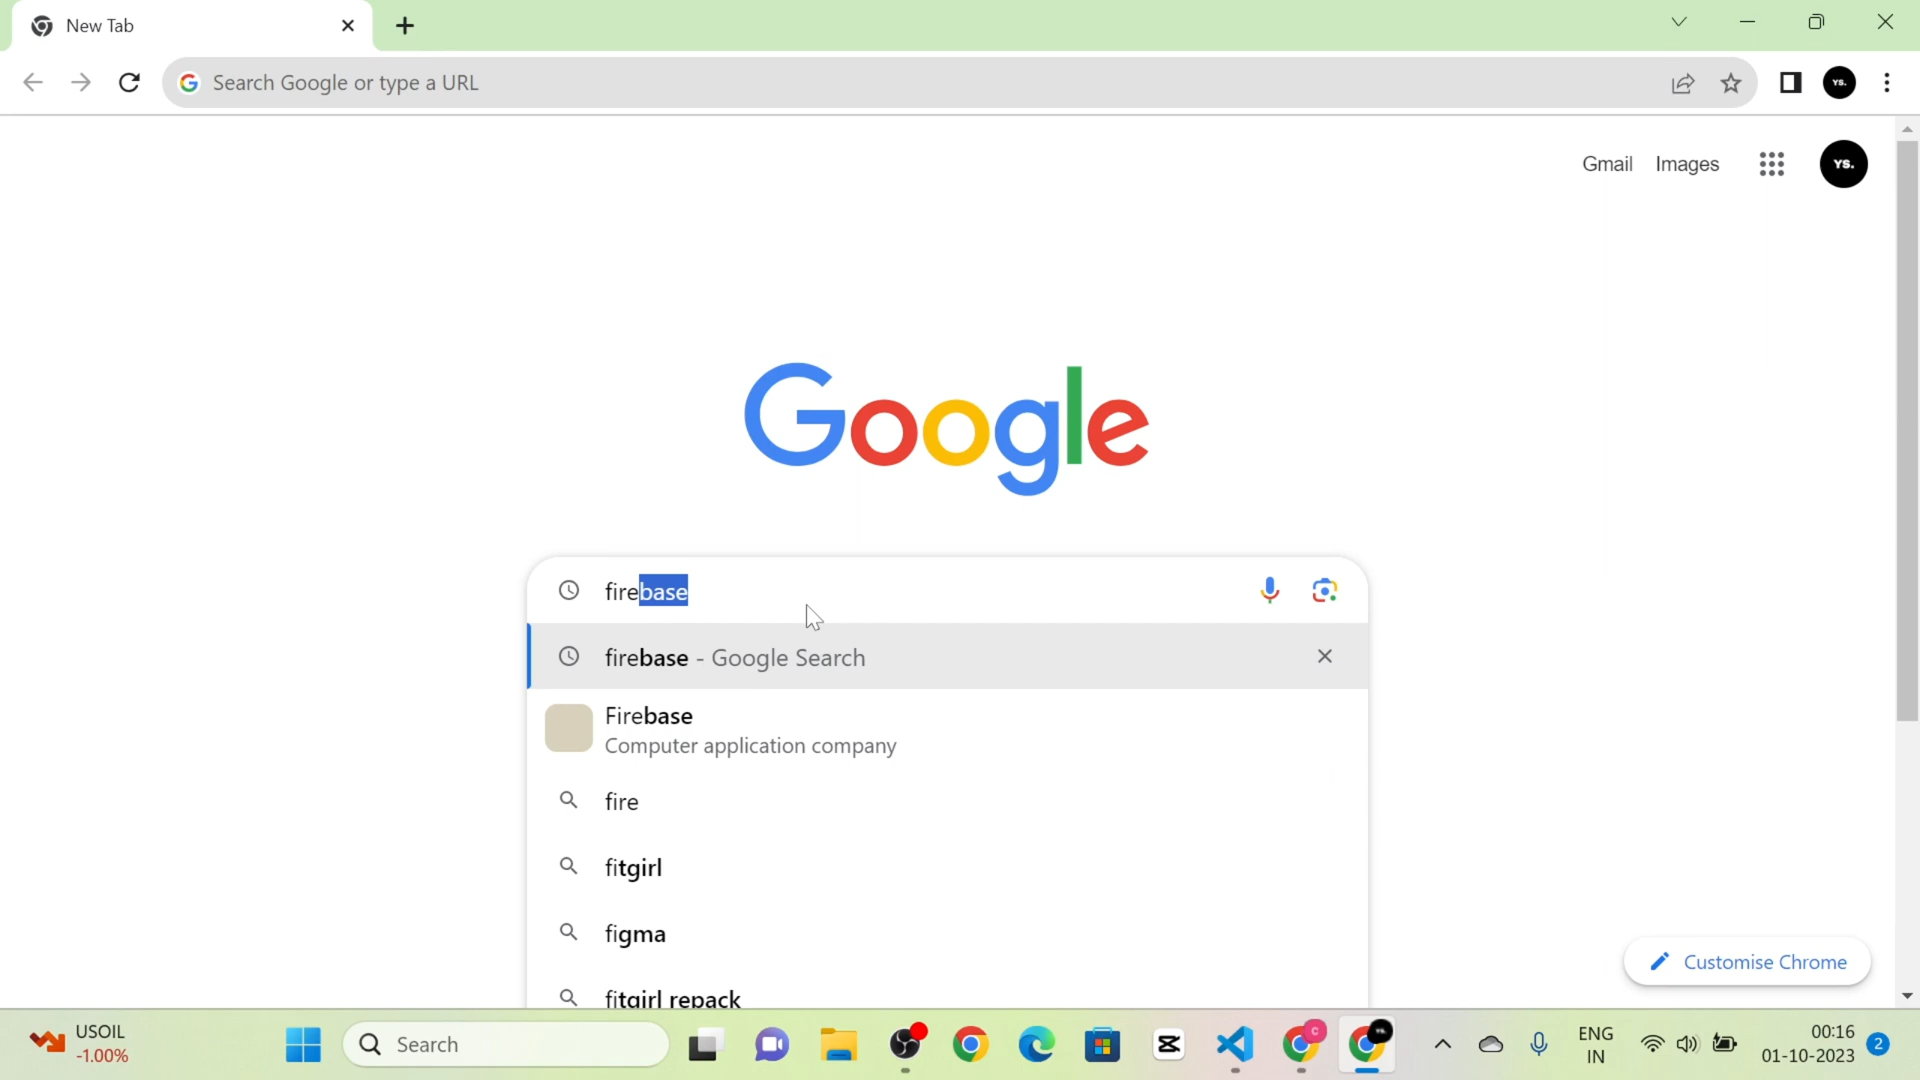 New Tab
Search Google or type a URL
YS.
Gmail Images YS.
Google
firebase
firebase - Google Search
Firebase
Computer application company
fire
fitgirl
figma
fitgirl repack
Customise Chrome
USOIL
-1.00%
Search
C
YS.
ENG
IN
00:16
01-10-2023
2